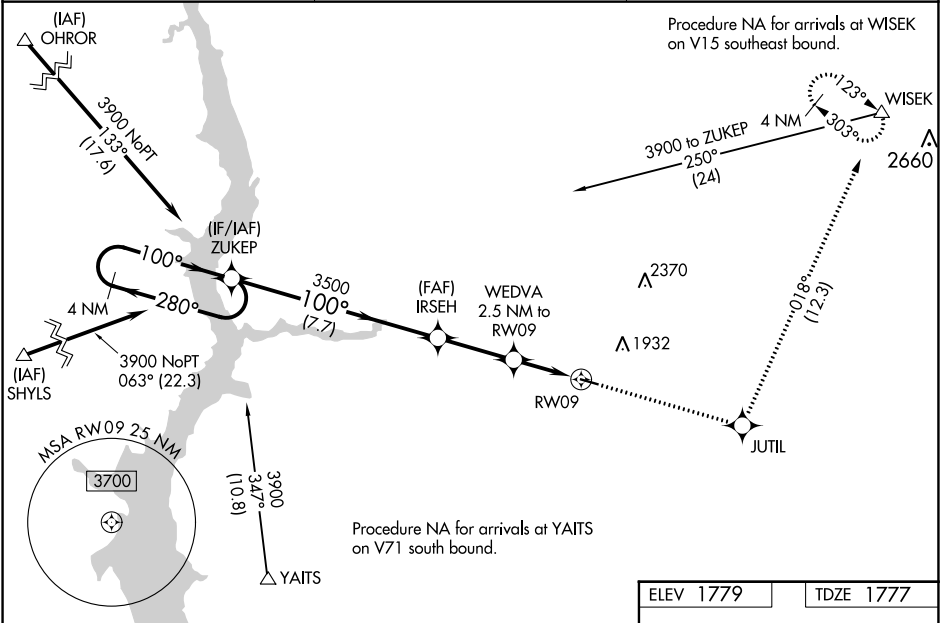 (IAF)
OHROR
3900 NoPT
133°
(17.6)
Procedure NA for arrivals at WISEK
on V15 southeast bound.
123°
WISEK
4 NM
303°
3900 to ZUKEP
250°
(24)
2660
(IF/IAF)
ZUKEP
100°
280°
4 NM
3500
100°
(7.7)
(FAF)
IRSEH
WEDVA
2.5 NM to
RW09
2370
1932
018°
(12.3)
RW09
JUTIL
(IAF)
SHYLS
3900 NoPT
063° (22.3)
MSA RW09 25 NM
3700
3900
347°
(10.8)
YAITS
Procedure NA for arrivals at YAITS
on V71 south bound.
ELEV 1779
TDZE 1777